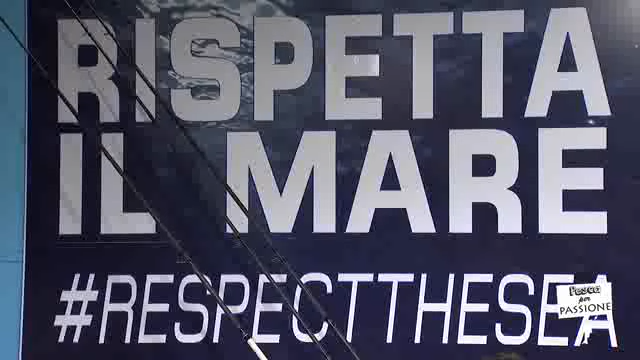 RISPETTA
IL MARE
#RESPECTTHESEA
Pesca
per
PASSIONE